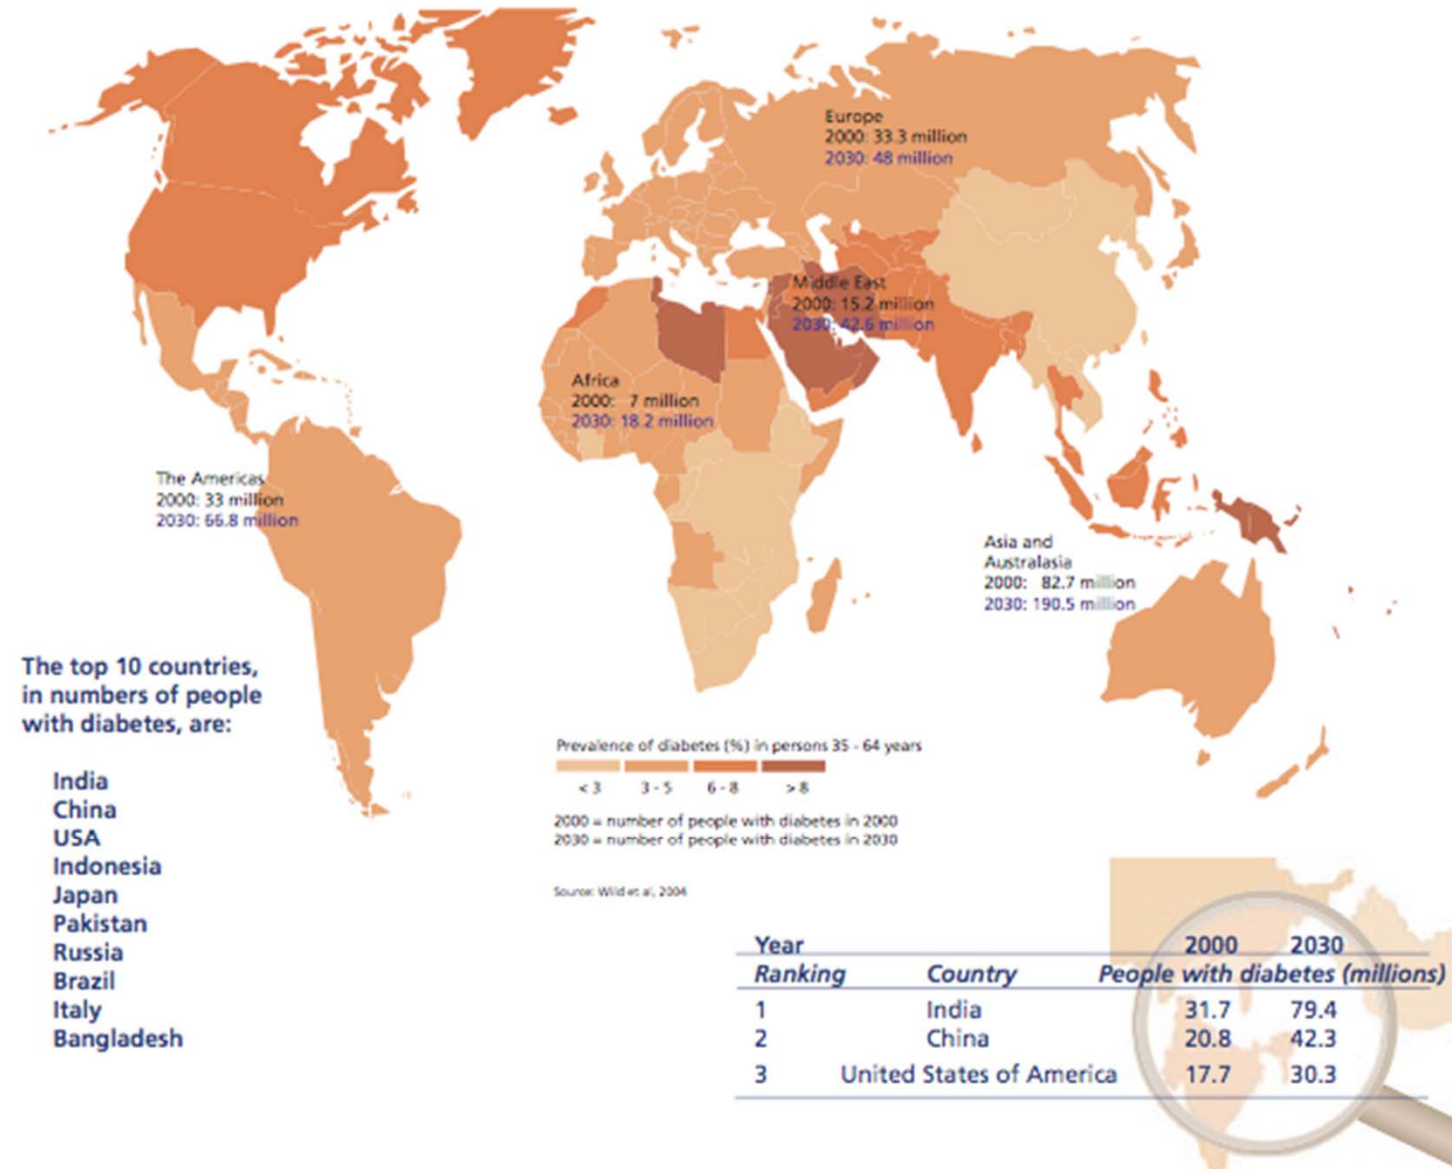 Europe
2000: 33.3 million
2030: 48 million
Middle East
2000: 15.2 million
2030: 42.6 million
Africa
2000: 7 million
2030: 18.2 million
The Americas
2000: 33 million
2030: 66.8 million
Asia and
Australasia
2000: 82.7 million
2030: 190.5 million
The top 10 countries,
in numbers of people
with diabetes, are:
India
China
USA
Indonesia
Japan
Pakistan
Russia
Brazil
Italy
Bangladesh
Prevalence of diabetes (%) in persons 35 - 64 years
< 3 3 - 5 6 - 8 > 8
2000 = number of people with diabetes in 2000
2030 = number of people with diabetes in 2030
Source: Wild et al, 2004
Year 2000 2030
Ranking Country People with diabetes (millions)
1 India 31.7 79.4
2 China 20.8 42.3
3 United States of America 17.7 30.3